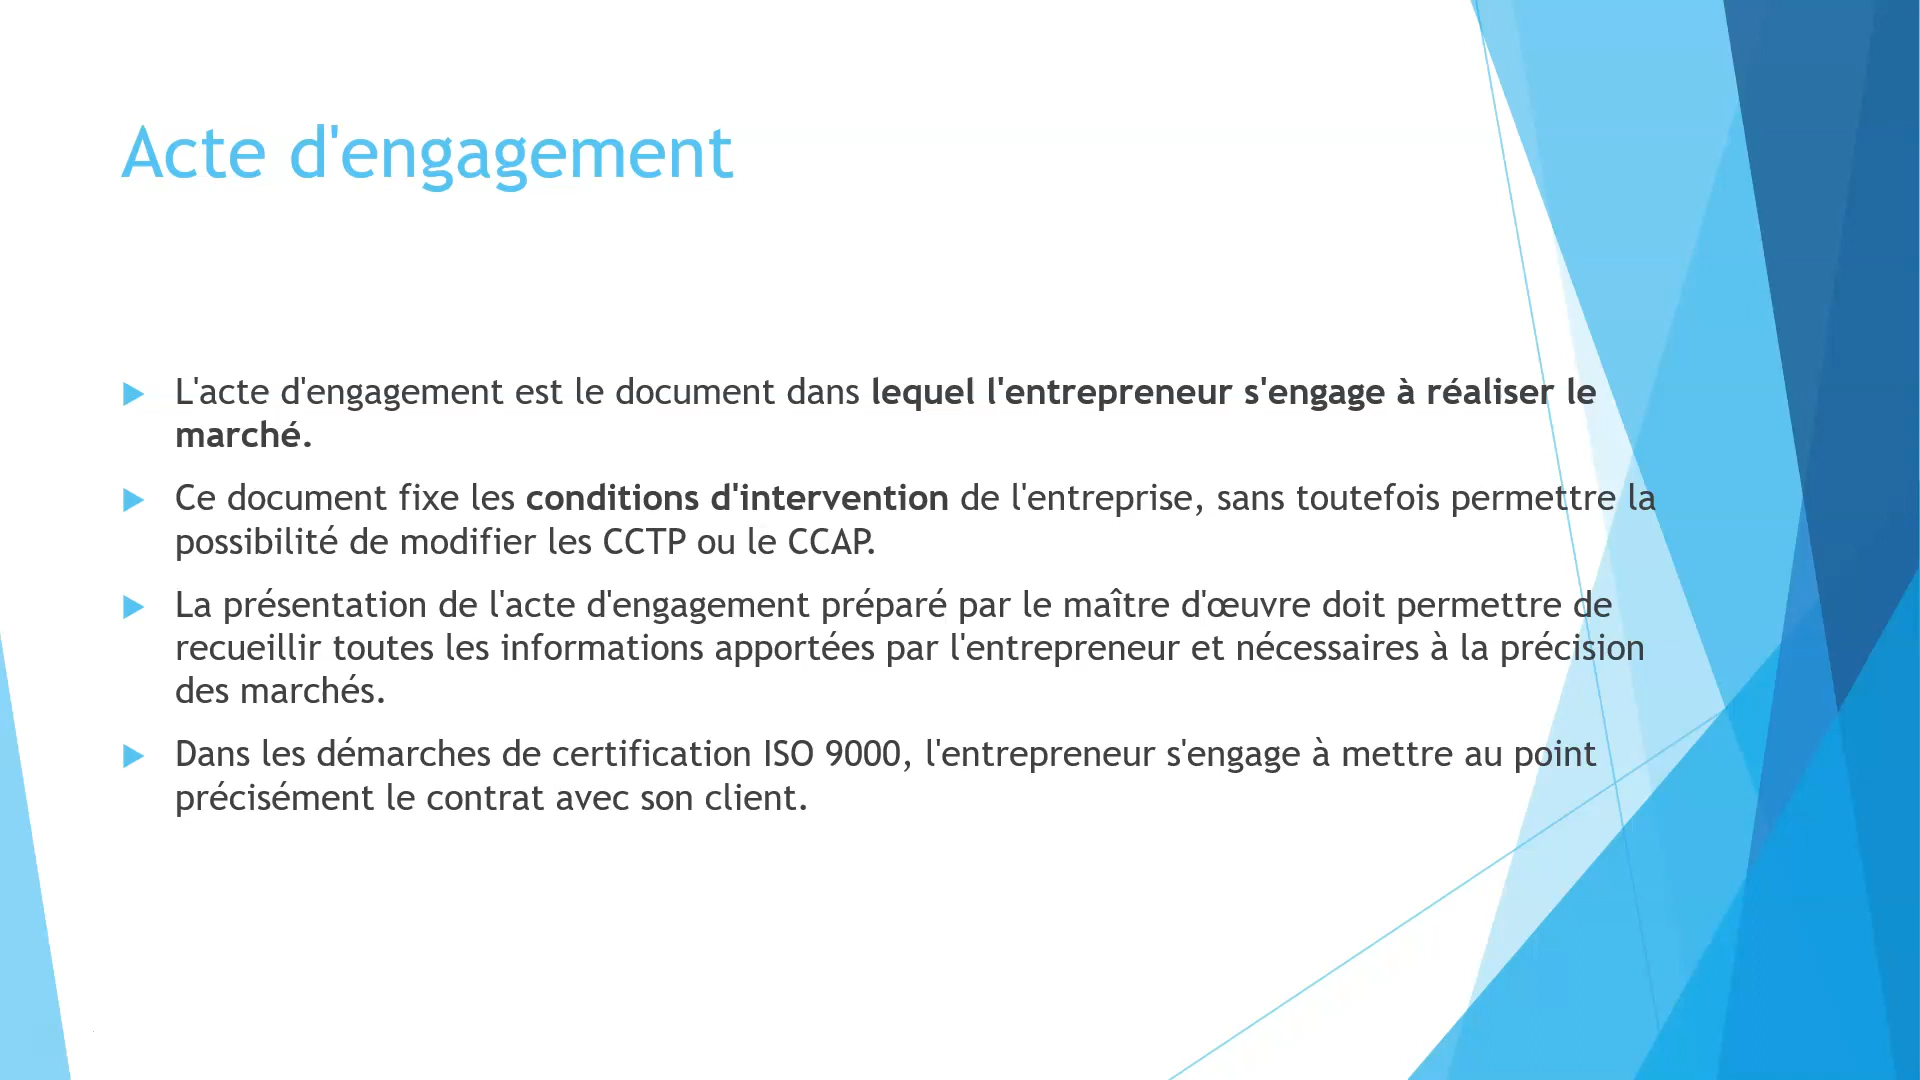 Acte d'engagement
L'acte d'engagement est le document dans lequel l'entrepreneur s'engage à réaliser le
marché.
Ce document fixe les conditions d'intervention de l'entreprise, sans toutefois permettre la
possibilité de modifier les CCTP ou le CCAP.
La présentation de l'acte d'engagement préparé par le maître d'œuvre doit permettre de
recueillir toutes les informations apportées par l'entrepreneur et nécessaires à la précision
des marchés.
Dans les démarches de certification ISO 9000, l'entrepreneur s'engage à mettre au point
précisément le contrat avec son client.